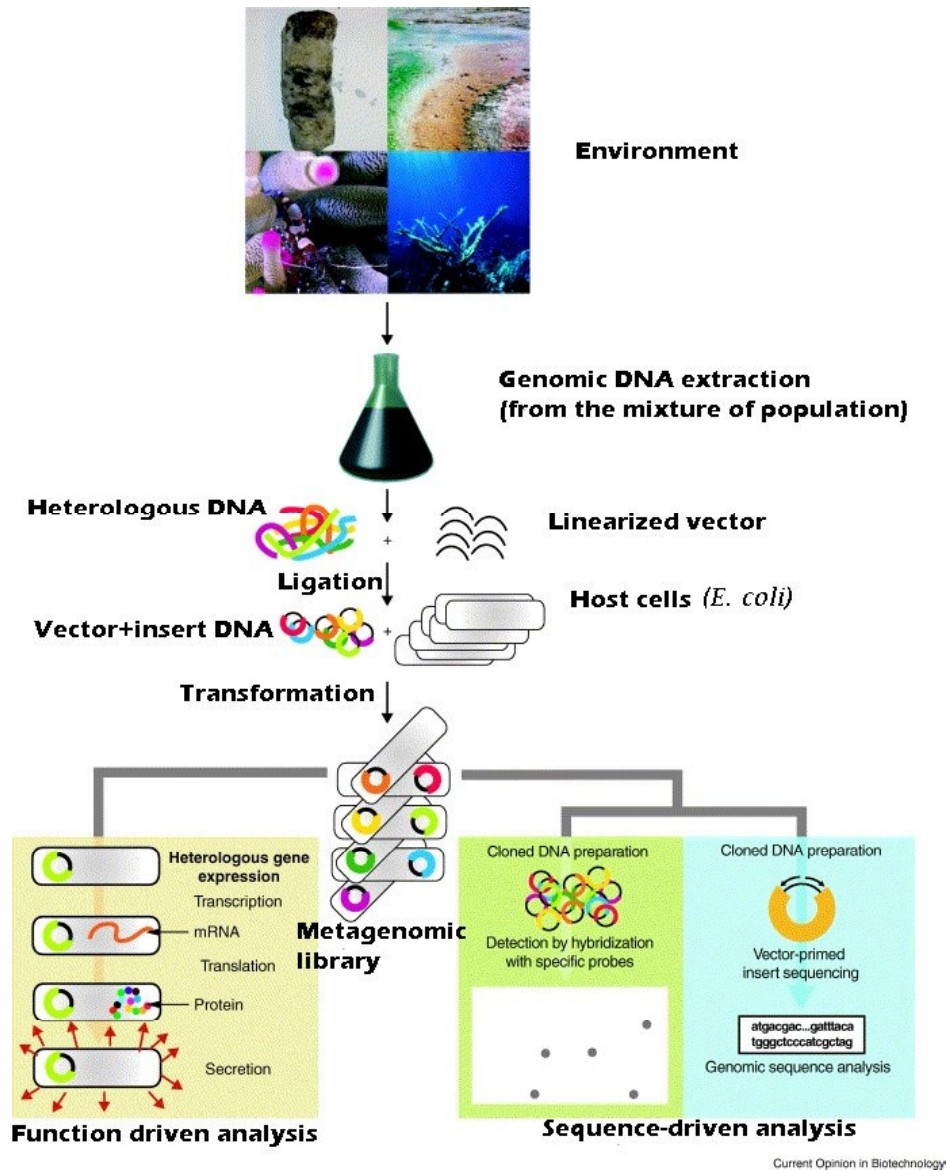 Environment
Genomic DNA extraction
(from the mixture of population)
Heterologous DNA
+
Linearized vector
Ligation
Host cells (E. coli)
Vector+insert DNA
+
Transformation
Metagenomic
library
Heterologous gene
expression
Transcription
mRNA
Translation
Protein
Secretion
Function driven analysis
Cloned DNA preparation
Detection by hybridization
with specific probes
Cloned DNA preparation
Vector-primed
insert sequencing
atgacgac...gatttaca
tgggctcccatcgctag
Genomic sequence analysis
Sequence-driven analysis
Current Opinion in Biotechnology